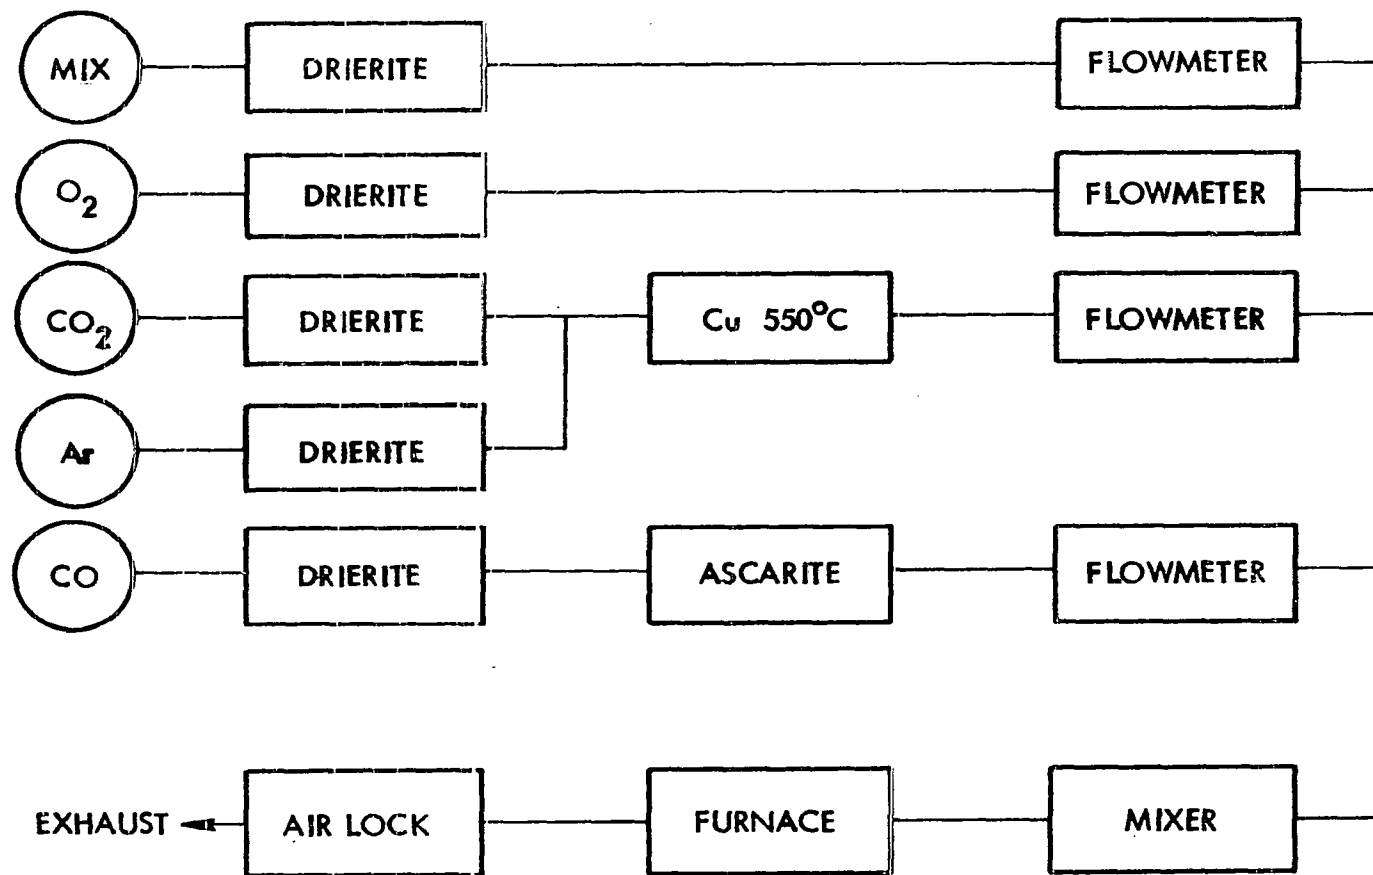 MIX DRIERITE FLOWMETER
O2 DRIERITE FLOWMETER
CO2 DRIERITE Cu 550°C FLOWMETER
Ar DRIERITE
CO DRIERITE ASCARITE FLOWMETER
EXHAUST AIR LOCK FURNACE MIXER